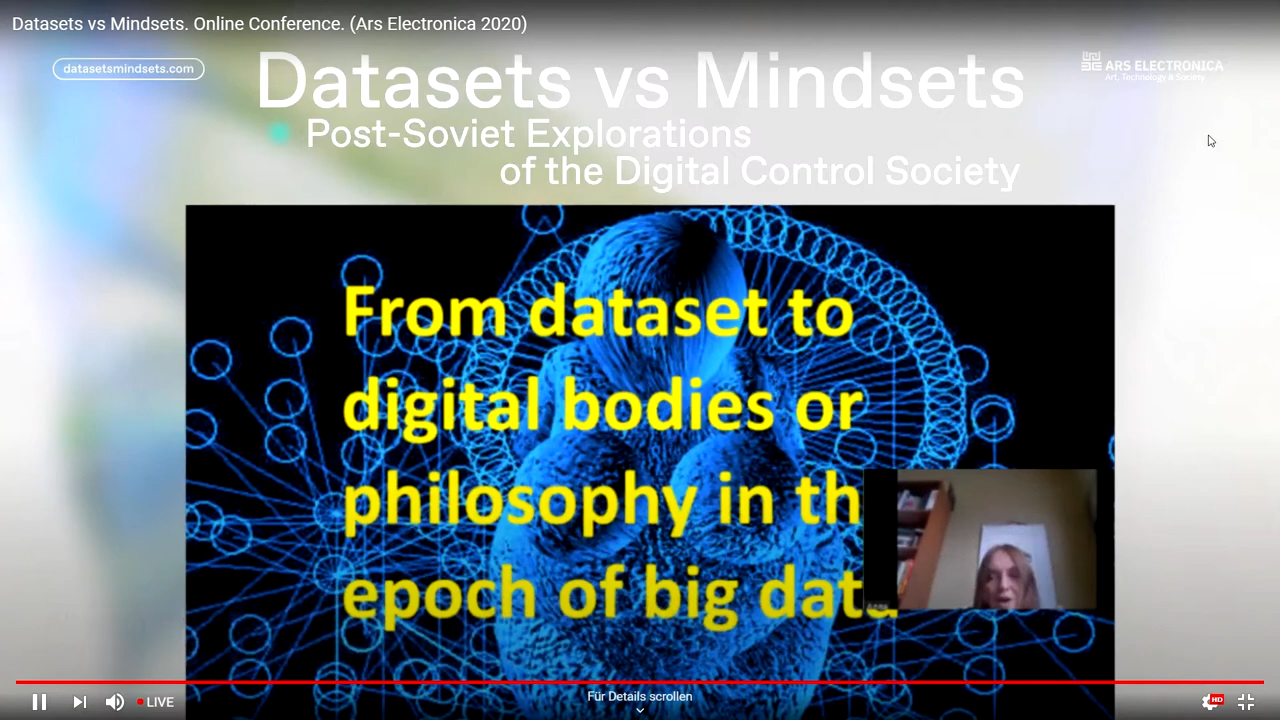 Datasets vs Mindsets. Online Conference. (Ars Electronica 2020)
datasetsmindsets.com
Datasets vs Mindsets
ARS ELECTRONICA
Art, Technology & Society
Post-Soviet Explorations
of the Digital Control Society
From dataset to
digital bodies or
philosophy in th
epoch of big data
Für Details scrollen
LIVE
HD